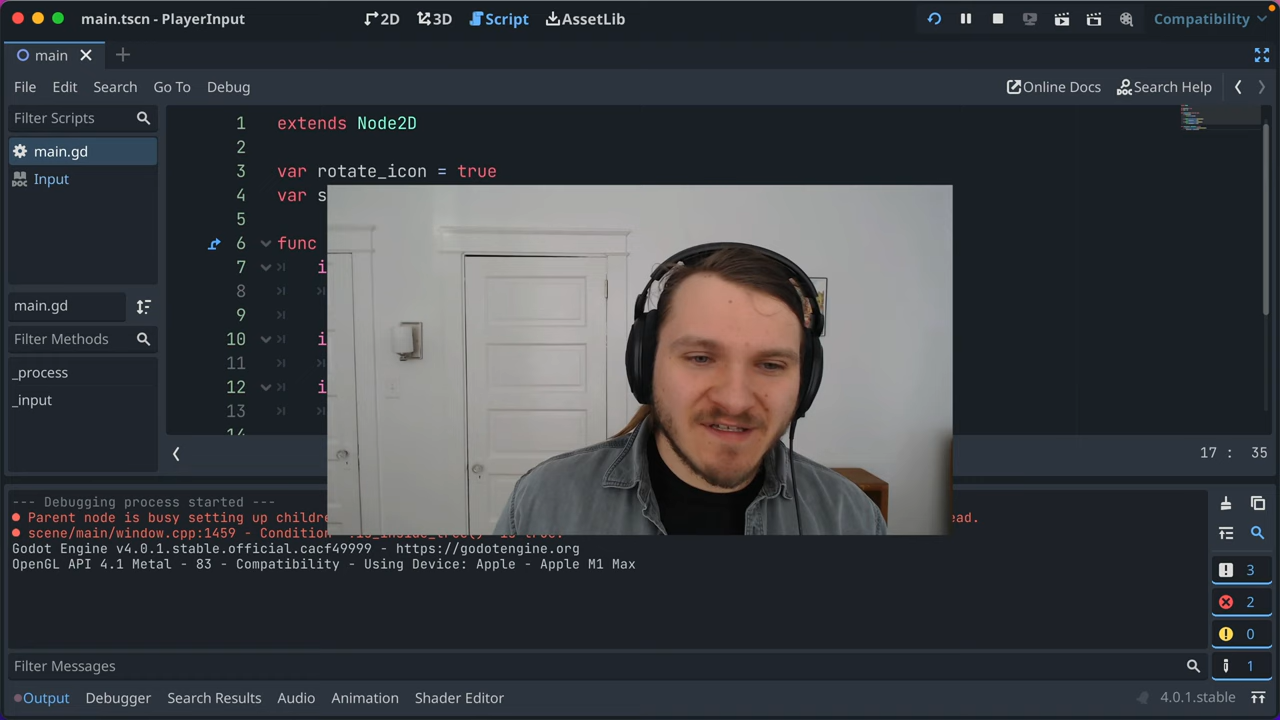 main.tscn - PlayerInput
2D
3D
Script
AssetLib
Compatibility
main
File Edit Search Go To Debug
Online Docs
Search Help
Filter Scripts
main.gd
Input
main.gd
Filter Methods
_process
_input
1 extends Node2D
2
3 var rotate_icon = true
4 var s
5
6 func
7 i
8
9
10 i
11
12 i
13
14
17 : 35
--- Debugging process started ---
Parent node is busy setting up childre ead.
scene/main/window.cpp:1459 - Condition
Godot Engine v4.0.1.stable.official.cacf49999 - https://godotengine.org
OpenGL API 4.1 Metal - 83 - Compatibility - Using Device: Apple - Apple M1 Max
3
2
0
1
Filter Messages
Output Debugger Search Results Audio Animation Shader Editor
4.0.1.stable